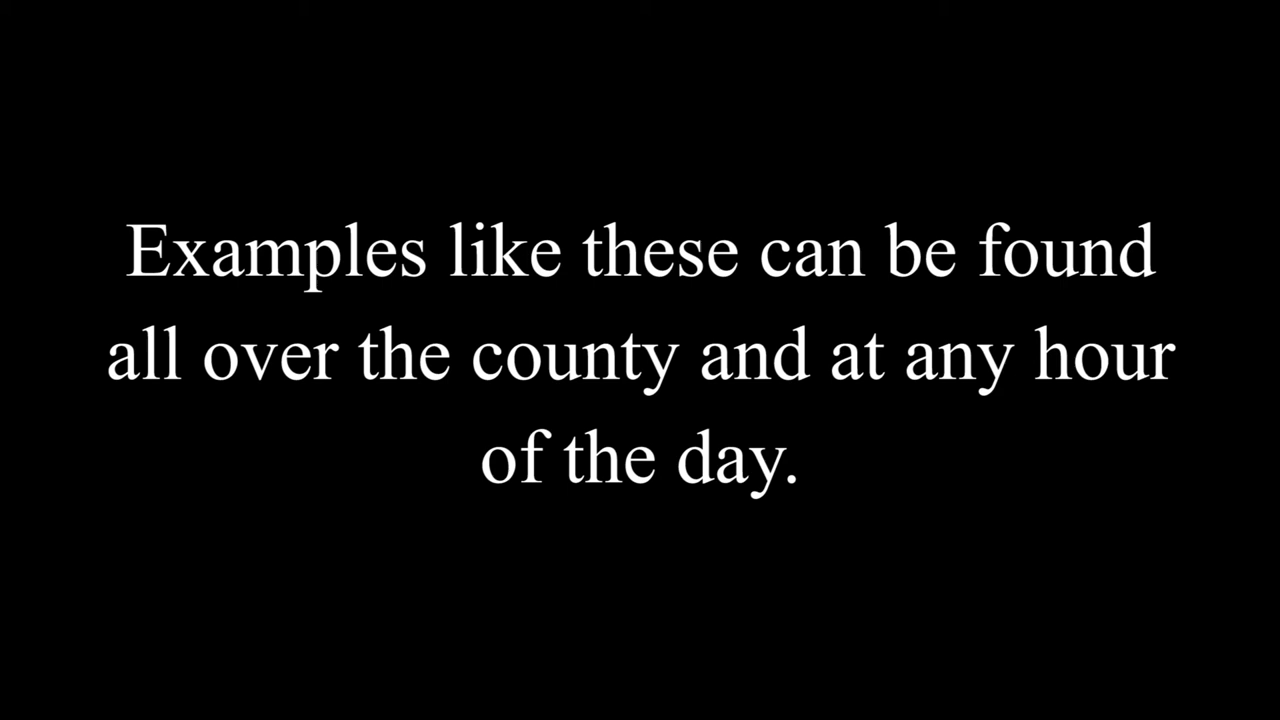 Examples like these can be found
all over the county and at any hour
of the day.